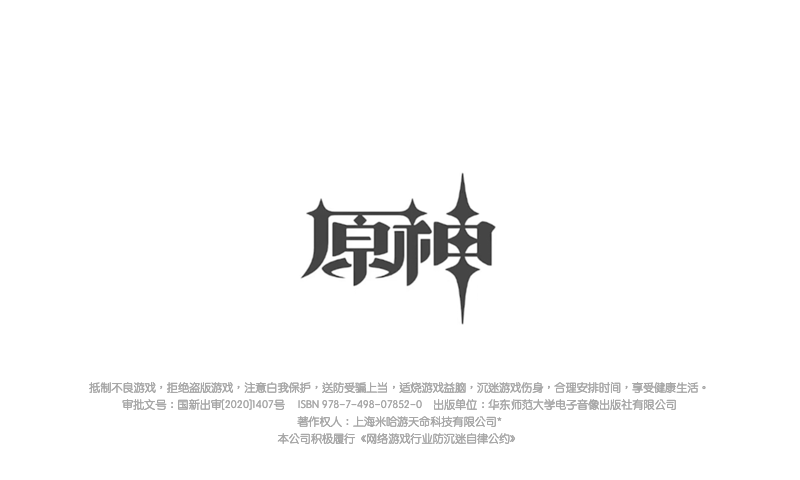 原神
抵制不良游戏，拒绝盗版游戏，注意白我保护，送防受骗上当，适烧游戏益脑，沉迷游戏伤身，合理安排时间，享受健康生活。
审批文号：国新出审[2020]1407号 ISBN 978-7-498-07852-0 出版单位：华东师范大学电子音像出版社有限公司
著作权人：上海米哈游天命科技有限公司*
本公司积极履行《网络游戏行业防沉迷自律公约》